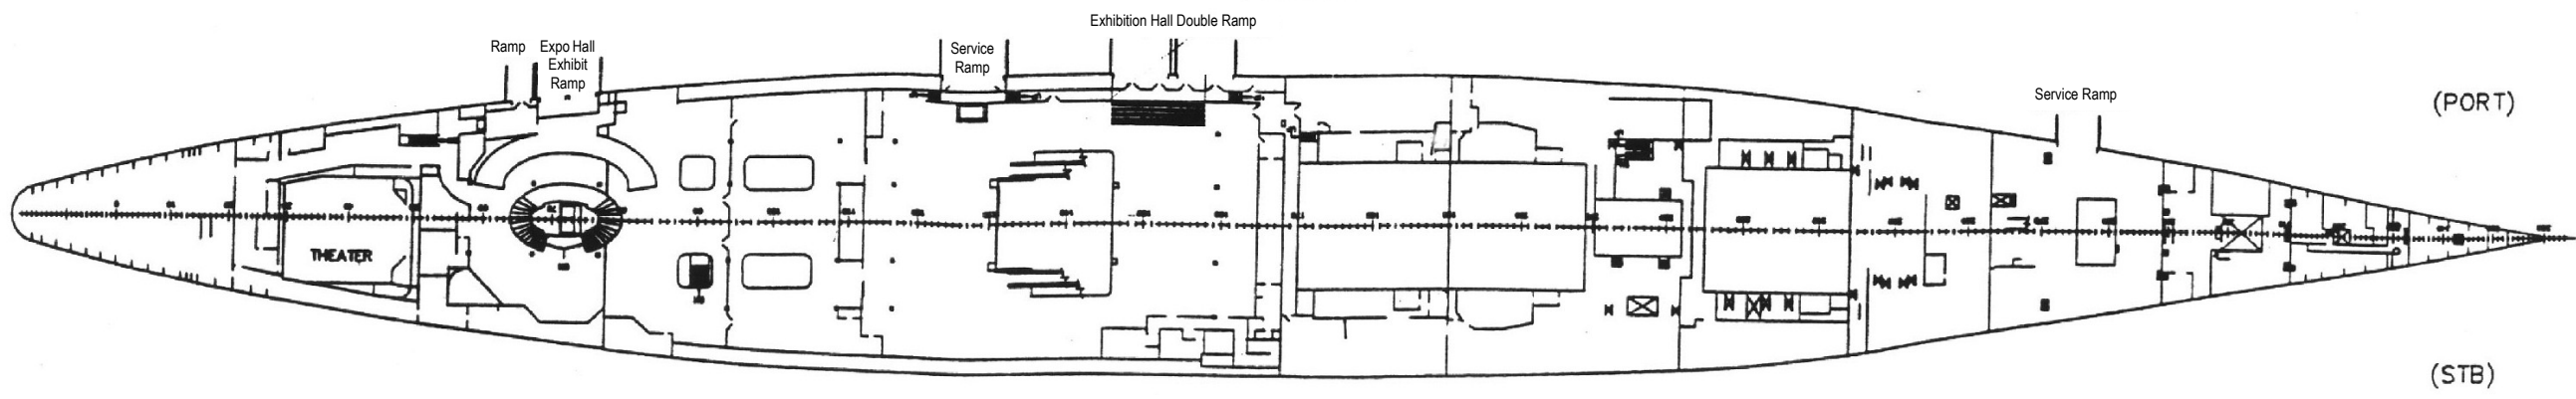 Exhibition Hall Double Ramp
Ramp
Expo Hall
Exhibit
Ramp
Service
Ramp
Service Ramp
(PORT)
THEATER
(STB)